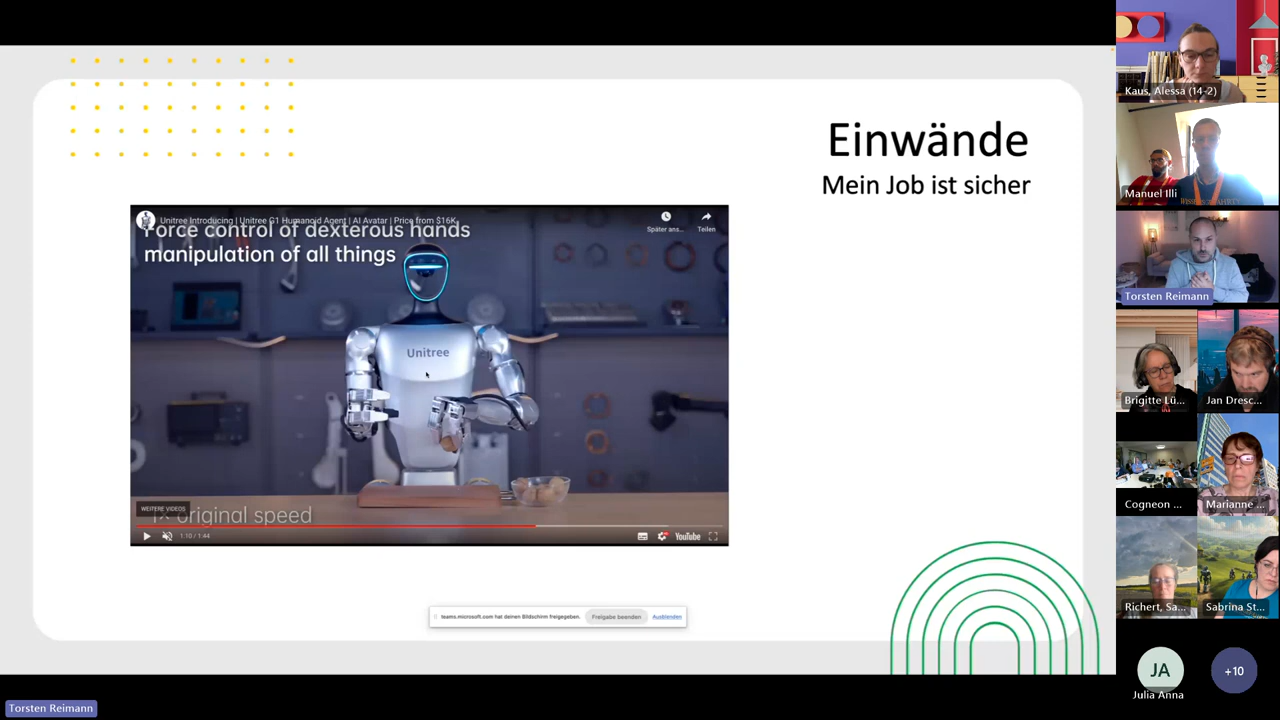 Einwände
Mein Job ist sicher
Unitree Introducing | Unitree G1 Humanoid Agent | AI Avatar | Price from $16K
Später ans...
Teilen
Force control of dexterous hands
manipulation of all things
Unitree
WEITERE VIDEOS
1x original speed
1:10 / 1:44
YouTube
teams.microsoft.com hat deinen Bildschirm freigegeben.
Freigabe beenden
Ausblenden
Torsten Reimann
Kaus, Alessa (14-2)
Manuel Illi
Torsten Reimann
Brigitte Lü...
Jan Dresc...
Cogneon ...
Marianne ...
Richert, Sa...
Sabrina St...
JA
Julia Anna
+10